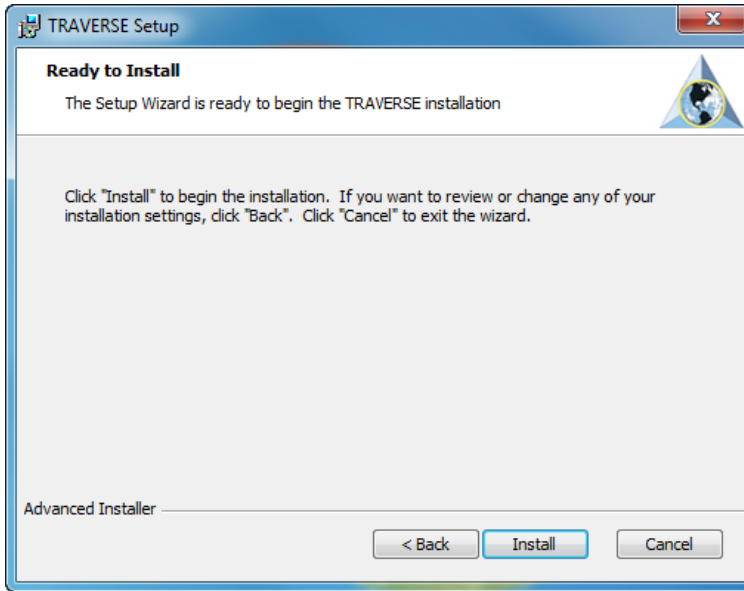 TRAVERSE Setup
Ready to Install
The Setup Wizard is ready to begin the TRAVERSE installation
Click "Install" to begin the installation.  If you want to review or change any of your
installation settings, click "Back".  Click "Cancel" to exit the wizard.
Advanced Installer
< Back
Install
Cancel